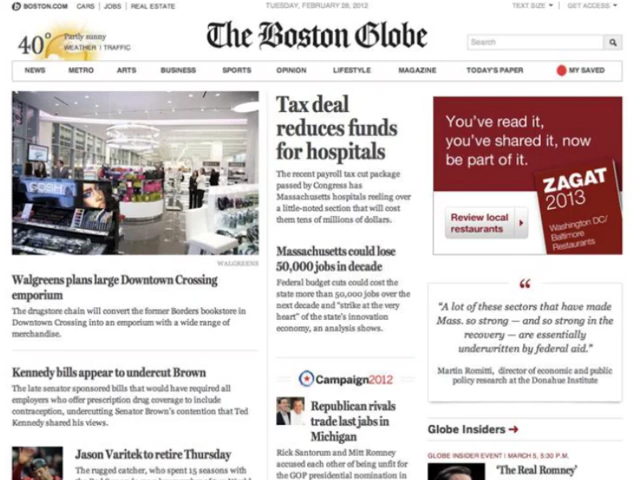 BOSTON.COM CARS JOBS REAL ESTATE
TUESDAY, FEBRUARY 28, 2012
TEXT SIZE GET ACCESS
40° Partly sunny
WEATHER | TRAFFIC
The Boston Globe
Search
NEWS METRO ARTS BUSINESS SPORTS OPINION LIFESTYLE MAGAZINE TODAY'S PAPER MY SAVED
GOSH
WALGREENS
Walgreens plans large Downtown Crossing
emporium
The drugstore chain will convert the former Borders bookstore in
Downtown Crossing into an emporium with a wide range of
merchandise.
Kennedy bills appear to undercut Brown
The late senator sponsored bills that would have required all
employers who offer prescription drug coverage to include
contraception, undercutting Senator Brown's contention that Ted
Kennedy shared his views.
Jason Varitek to retire Thursday
The rugged catcher, who spent 15 seasons with
Tax deal
reduces funds
for hospitals
The recent payroll tax cut package
passed by Congress has
Massachusetts hospitals reeling over
a little-noted section that will cost
them tens of millions of dollars.
Massachusetts could lose
50,000 jobs in decade
Federal budget cuts could cost the
state more than 50,000 jobs over the
next decade and "strike at the very
heart" of the state's innovation
economy, an analysis shows.
Campaign2012
Republican rivals
trade last jabs in
Michigan
Rick Santorum and Mitt Romney
accused each other of being unfit for
the GOP presidential nomination in
You've read it,
you've shared it, now
be part of it.
Review local
restaurants
ZAGAT
2013
Washington DC/
Baltimore
Restaurants
“
"A lot of these sectors that have made
Mass. so strong — and so strong in the
recovery — are essentially
underwritten by federal aid."
Martin Romitti, director of economic and public
policy research at the Donahue Institute
Globe Insiders
GLOBE INSIDER EVENT | MARCH 5, 5:30 P.M.
'The Real Romney'